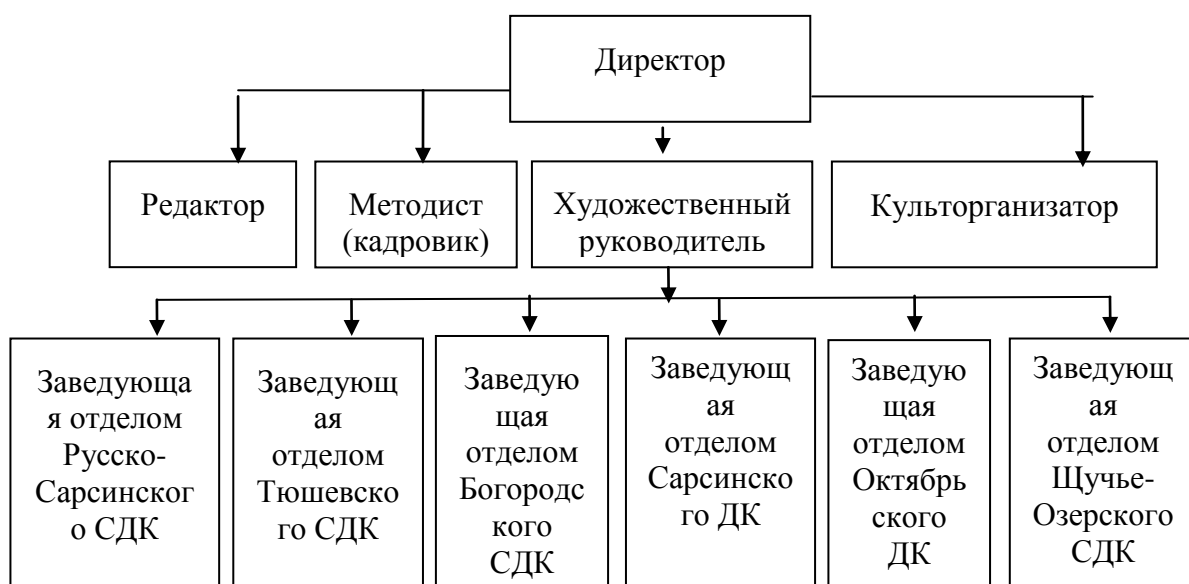 Директор
Редактор
Методист
(кадровик)
Художественный
руководитель
Культорганизатор
Заведующа
я отделом
Русско-
Сарсинског
о СДК
Заведующ
ая
отделом
Тюшевско
го СДК
Заведую
щая
отделом
Богородс
кого
СДК
Заведующ
ая
отделом
Сарсинско
го ДК
Заведую
щая
отделом
Октябрь
ского
ДК
Заведующ
ая
отделом
Щучье-
Озерского
СДК